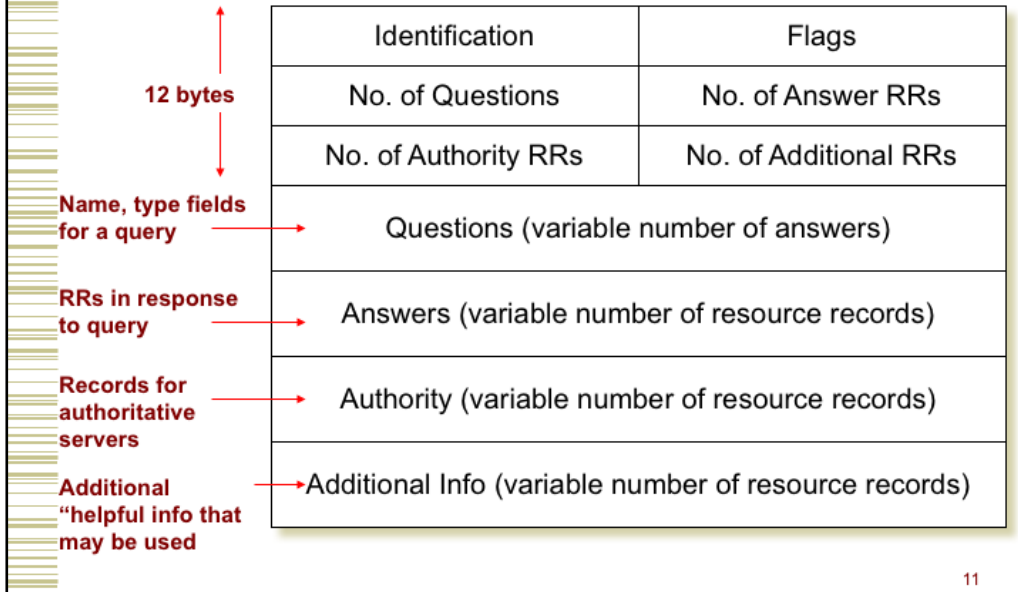 Identification
Flags
12 bytes
No. of Questions
No. of Answer RRs
No. of Authority RRs
No. of Additional RRs
Name, type fields
for a query
Questions (variable number of answers)
RRs in response
to query
Answers (variable number of resource records)
Records for
authoritative
servers
Authority (variable number of resource records)
Additional
“helpful info that
may be used
Additional Info (variable number of resource records)
11